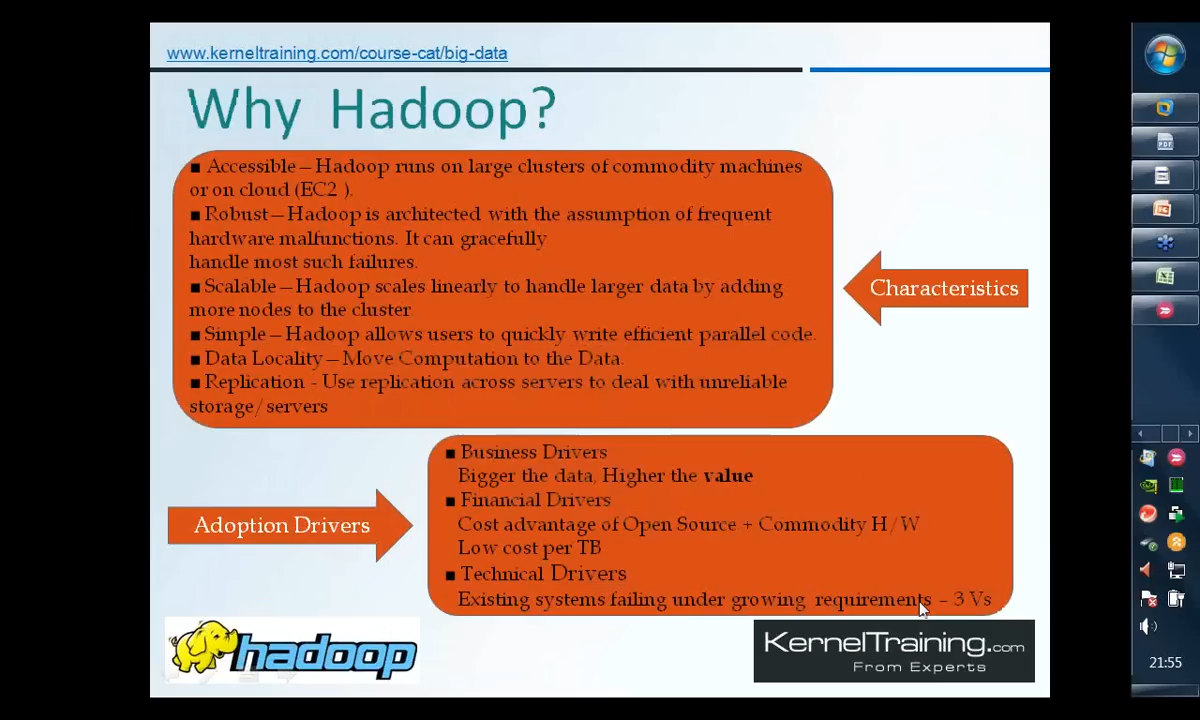 www.kerneltraining.com/course-cat/big-data
Why Hadoop?
■ Accessible – Hadoop runs on large clusters of commodity machines
or on cloud (EC2 ).
■ Robust – Hadoop is architected with the assumption of frequent
hardware malfunctions. It can gracefully
handle most such failures.
■ Scalable – Hadoop scales linearly to handle larger data by adding
more nodes to the cluster.
■ Simple – Hadoop allows users to quickly write efficient parallel code.
■ Data Locality – Move Computation to the Data.
■ Replication - Use replication across servers to deal with unreliable
storage/servers
Characteristics
■ Business Drivers
Bigger the data, Higher the value
■ Financial Drivers
Cost advantage of Open Source + Commodity H/W
Low cost per TB
■ Technical Drivers
Existing systems failing under growing requirements – 3 Vs
Adoption Drivers
hadoop
KernelTraining.com
From Experts
PDF
21:55